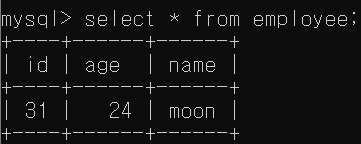 mysql> select * from employee;
+----+------+------+
| id | age  | name |
+----+------+------+
| 31 |   24 | moon |
+----+------+------+